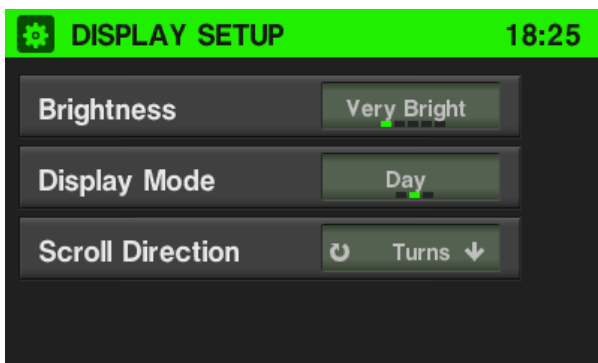 DISPLAY SETUP 18:25
Brightness Very Bright
Display Mode Day
Scroll Direction Turns